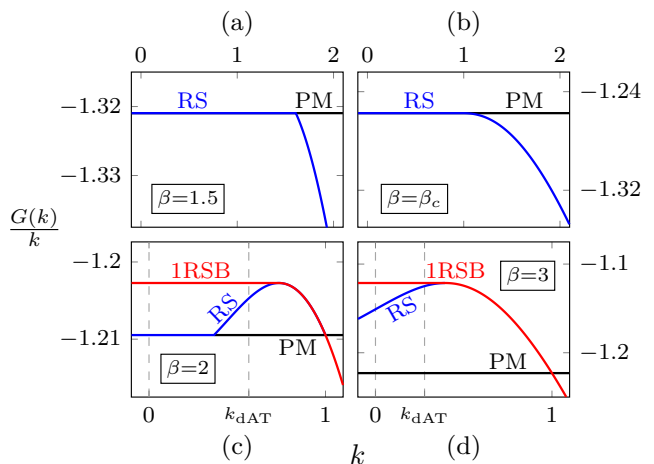 (a) (b)
0 1 2 0 1 2
−1.32
−1.33
RS PM
β=1.5
RS PM
β=β_c
−1.24
−1.32
G(k)/k
−1.2
−1.21
1RSB
RS
PM
β=2
1RSB
RS
PM
β=3
−1.1
−1.2
0 k_dAT 1 0 k_dAT 1
(c) k (d)